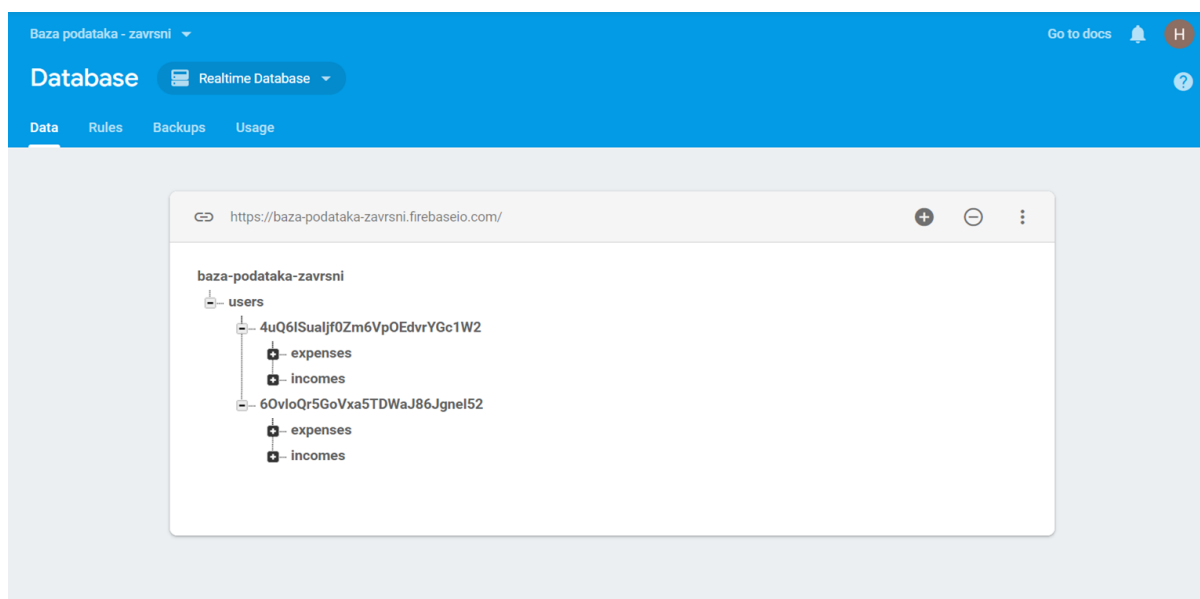 Baza podataka - zavrsni
Go to docs
H
Database
Realtime Database
?
Data
Rules
Backups
Usage
https://baza-podataka-zavrsni.firebaseio.com/
baza-podataka-zavrsni
users
4uQ6lSualjf0Zm6VpOEdvrYGc1W2
expenses
incomes
6OvloQr5GoVxa5TDWaJ86Jgnel52
expenses
incomes